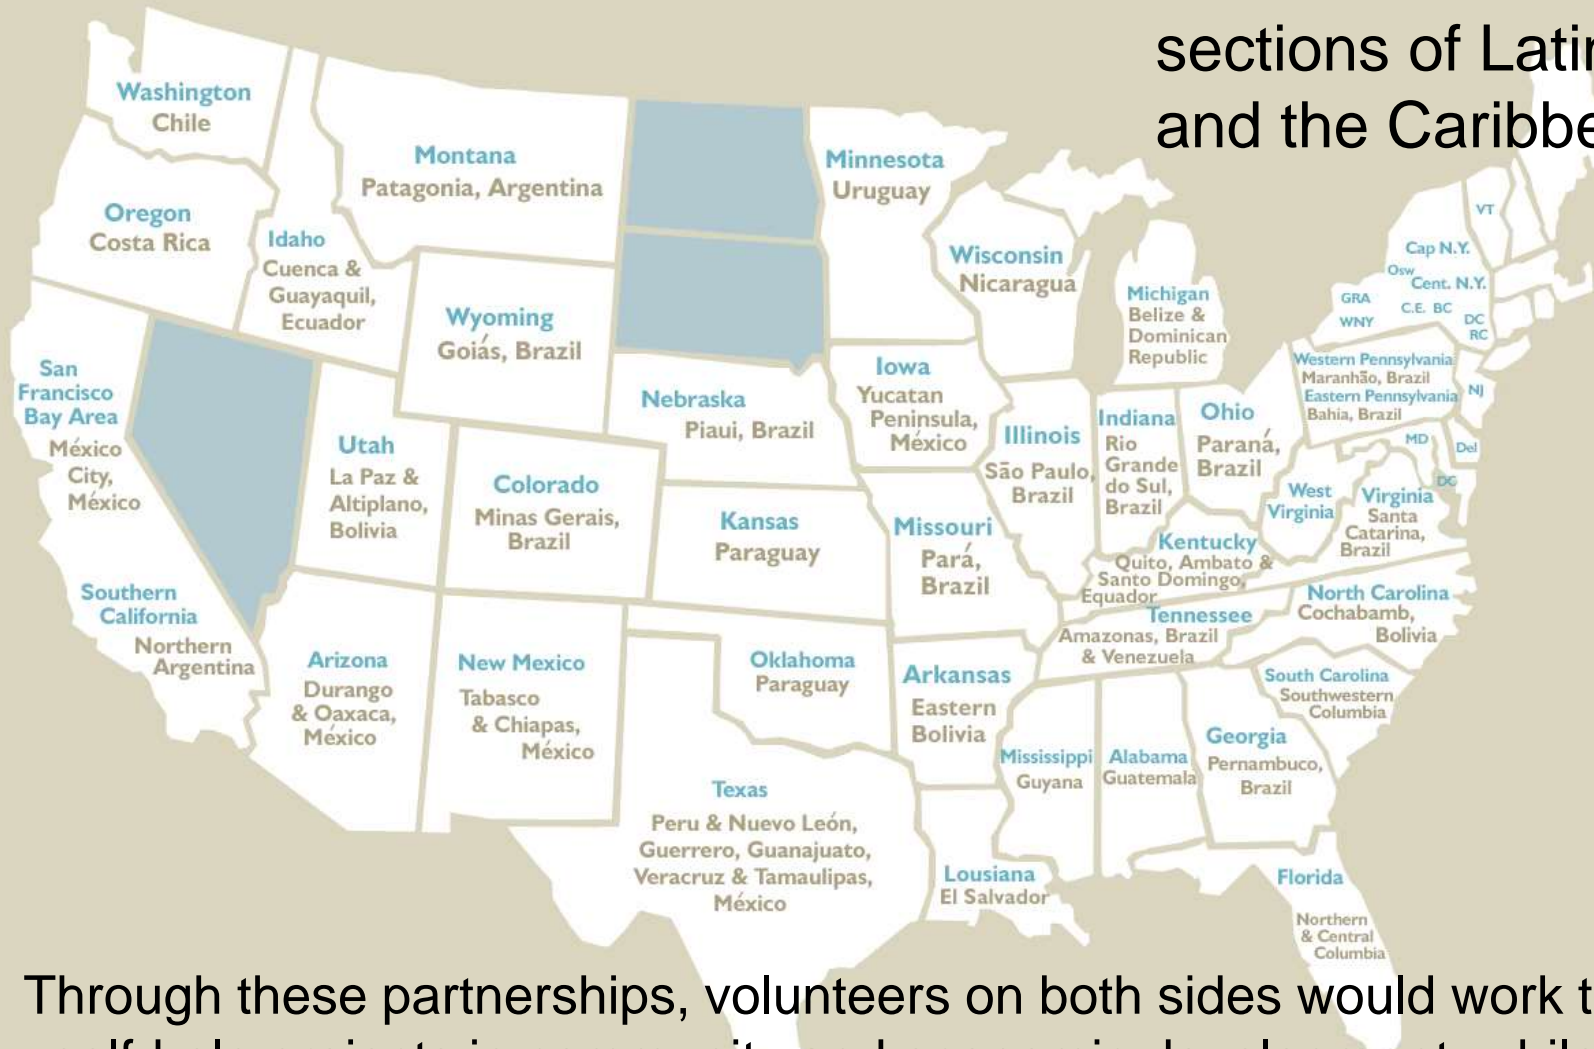 sections of Latin
and the Caribbe
Washington
Chile
Oregon
Costa Rica
Idaho
Cuenca &
Guayaquil,
Ecuador
Montana
Patagonia, Argentina
Wyoming
Goiás, Brazil
Minnesota
Uruguay
Wisconsin
Nicaragua
Michigan
Belize &
Dominican
Republic
San
Francisco
Bay Area
México
City,
México
Southern
California
Northern
Argentina
Utah
La Paz &
Altiplano,
Bolivia
Colorado
Minas Gerais,
Brazil
Nebraska
Piaui, Brazil
Kansas
Paraguay
Iowa
Yucatan
Peninsula,
México
Missouri
Pará,
Brazil
Illinois
São Paulo,
Brazil
Indiana
Rio
Grande
do Sul,
Brazil
Ohio
Paraná,
Brazil
VT
Cap N.Y.
Osw
Cent. N.Y.
GRA
C.E. BC
WNY
DC
RC
Western Pennsylvania
Maranhão, Brazil
Eastern Pennsylvania
Bahia, Brazil
NJ
MD
Del
DC
West
Virginia
Virginia
Santa
Catarina,
Brazil
Kentucky
Quito, Ambato &
Santo Domingo,
Equador
Tennessee
Amazonas, Brazil
& Venezuela
North Carolina
Cochabamb,
Bolivia
South Carolina
Southwestern
Columbia
Arizona
Durango
& Oaxaca,
México
New Mexico
Tabasco
& Chiapas,
México
Oklahoma
Paraguay
Arkansas
Eastern
Bolivia
Texas
Peru & Nuevo León,
Guerrero, Guanajuato,
Veracruz & Tamaulipas,
México
Lousiana
El Salvador
Mississippi
Guyana
Alabama
Guatemala
Georgia
Pernambuco,
Brazil
Florida
Northern
& Central
Columbia
Through these partnerships, volunteers on both sides would work t